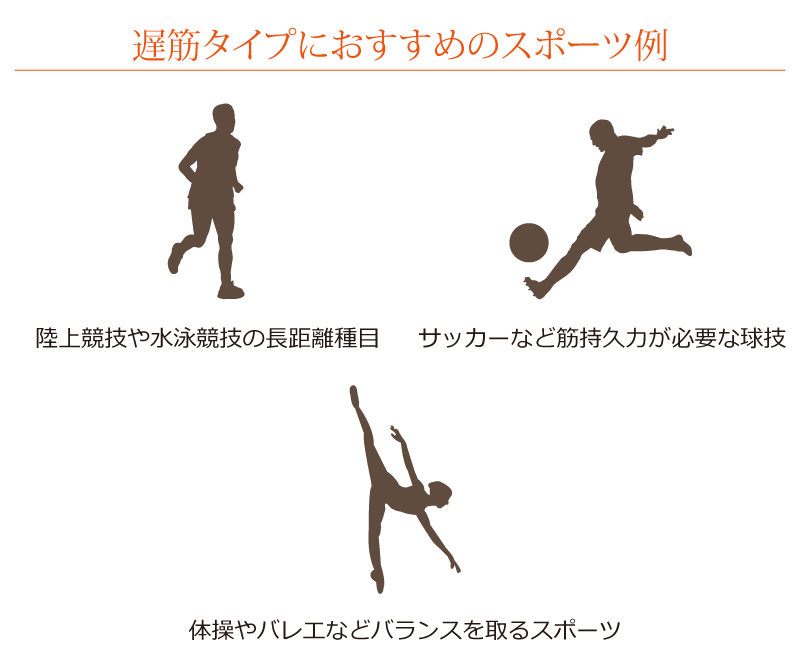 遅筋タイプにおすすめのスポーツ例
陸上競技や水泳競技の長距離種目
サッカーなど筋持久力が必要な球技
体操やバレエなどバランスを取るスポーツ